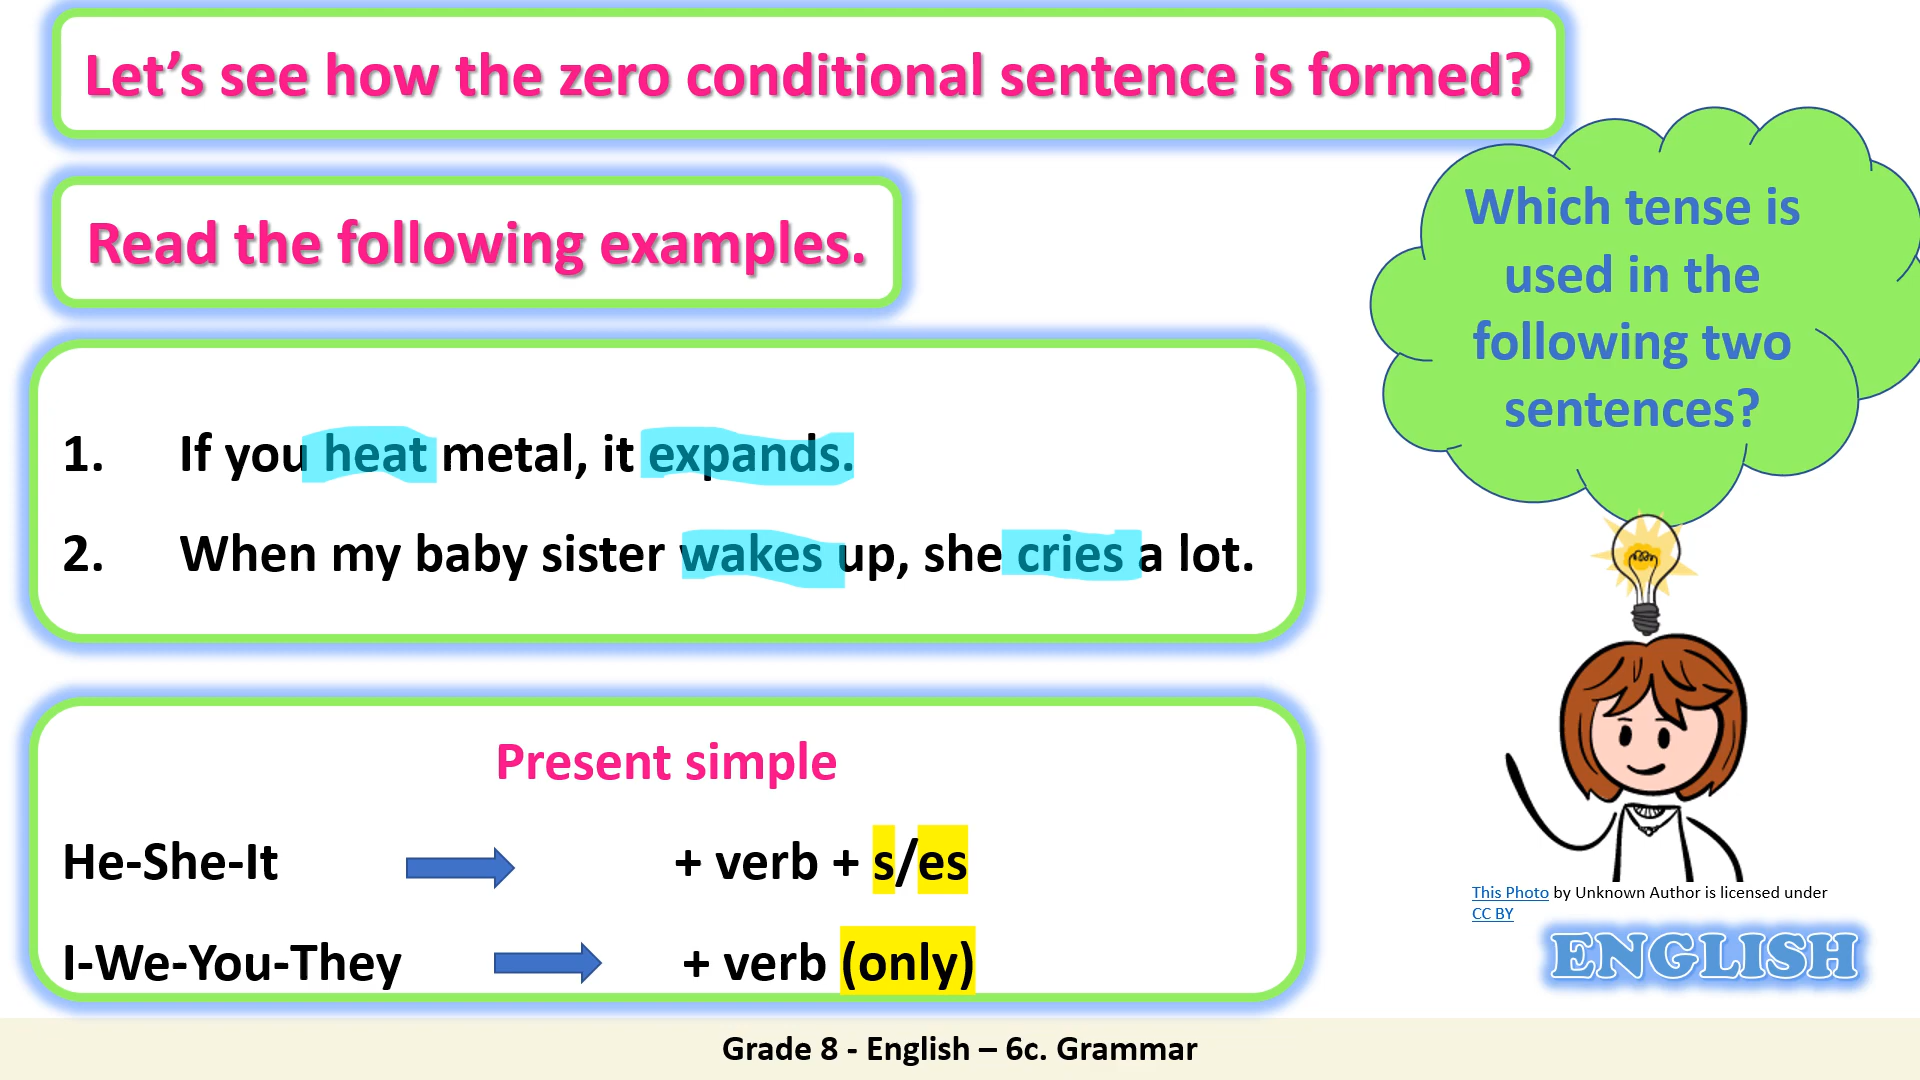 Let’s see how the zero conditional sentence is formed?
Read the following examples.
Which tense is
used in the
following two
sentences?
1. If you heat metal, it expands.
2. When my baby sister wakes up, she cries a lot.
Present simple
He-She-It + verb + s/es
I-We-You-They + verb (only)
This Photo by Unknown Author is licensed under
CC BY
ENGLISH
Grade 8 - English – 6c. Grammar